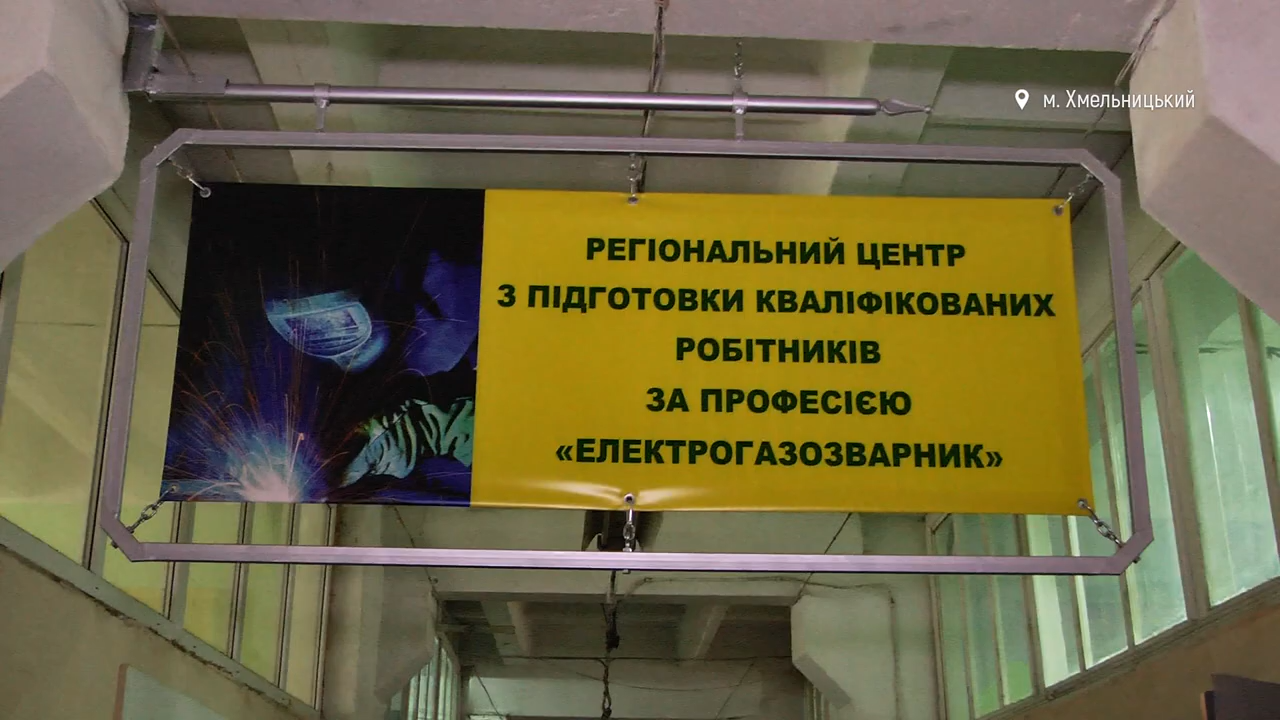 м. Хмельницький
РЕГІОНАЛЬНИЙ ЦЕНТР
З ПІДГОТОВКИ КВАЛІФІКОВАНИХ
РОБІТНИКІВ
ЗА ПРОФЕСІЄЮ
«ЕЛЕКТРОГАЗОЗВАРНИК»